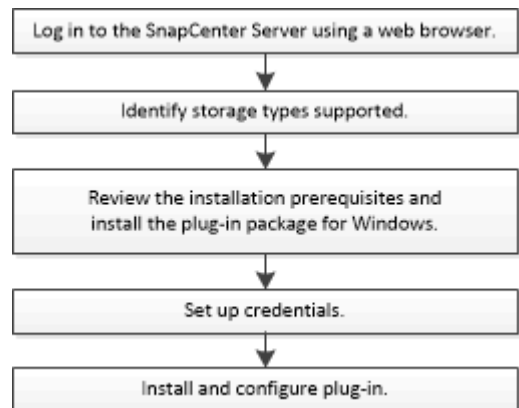 Log in to the SnapCenter Server using a web browser.
Identify storage types supported.
Review the installation prerequisites and
install the plug-in package for Windows.
Set up credentials.
Install and configure plug-in.